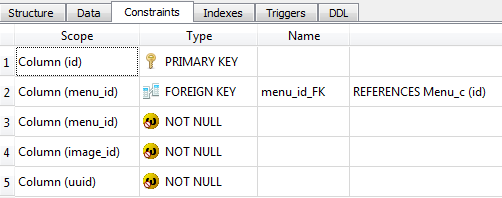 Structure Data Constraints Indexes Triggers DDL
Scope Type Name
1 Column (id) PRIMARY KEY
2 Column (menu_id) FOREIGN KEY menu_id_FK REFERENCES Menu_c (id)
3 Column (menu_id) NOT NULL
4 Column (image_id) NOT NULL
5 Column (uuid) NOT NULL